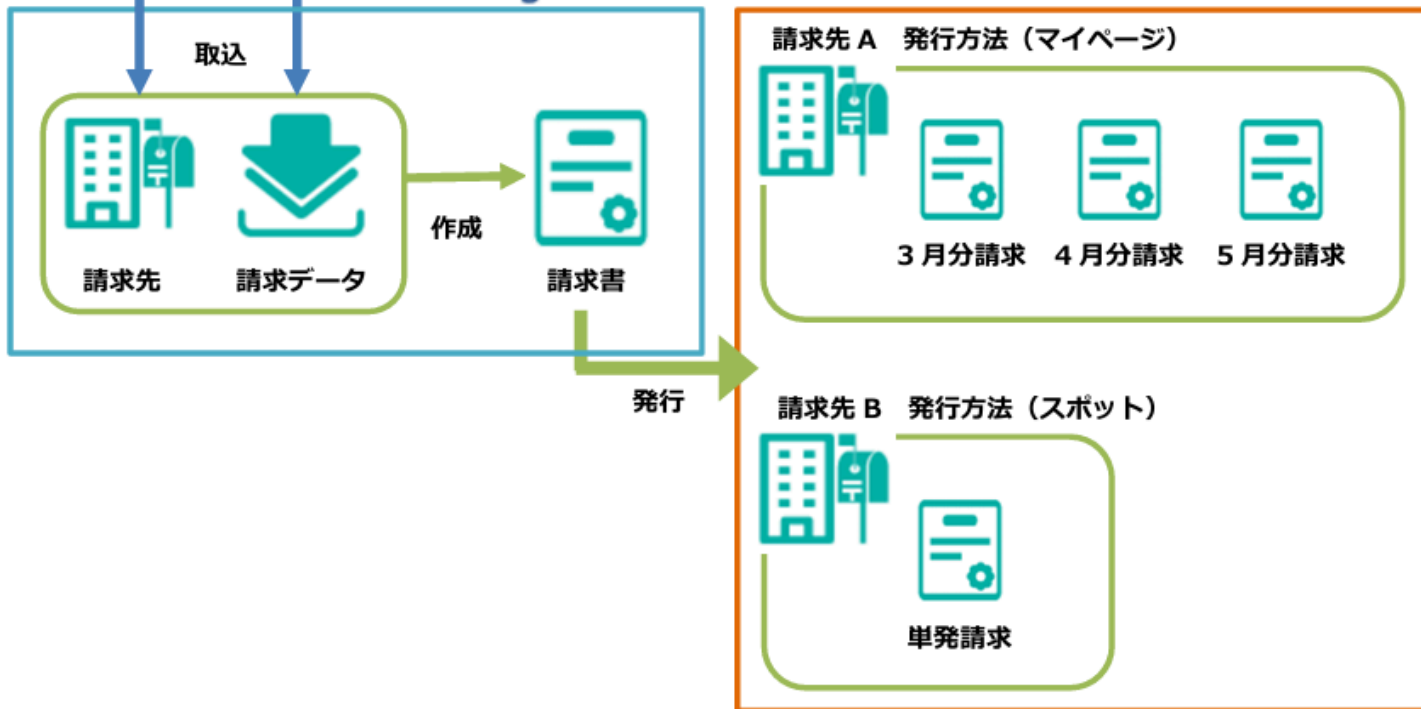 取込
請求先
請求データ
作成
請求書
発行
請求先 A 発行方法（マイページ）
3 月分請求
4 月分請求
5 月分請求
請求先 B 発行方法（スポット）
単発請求